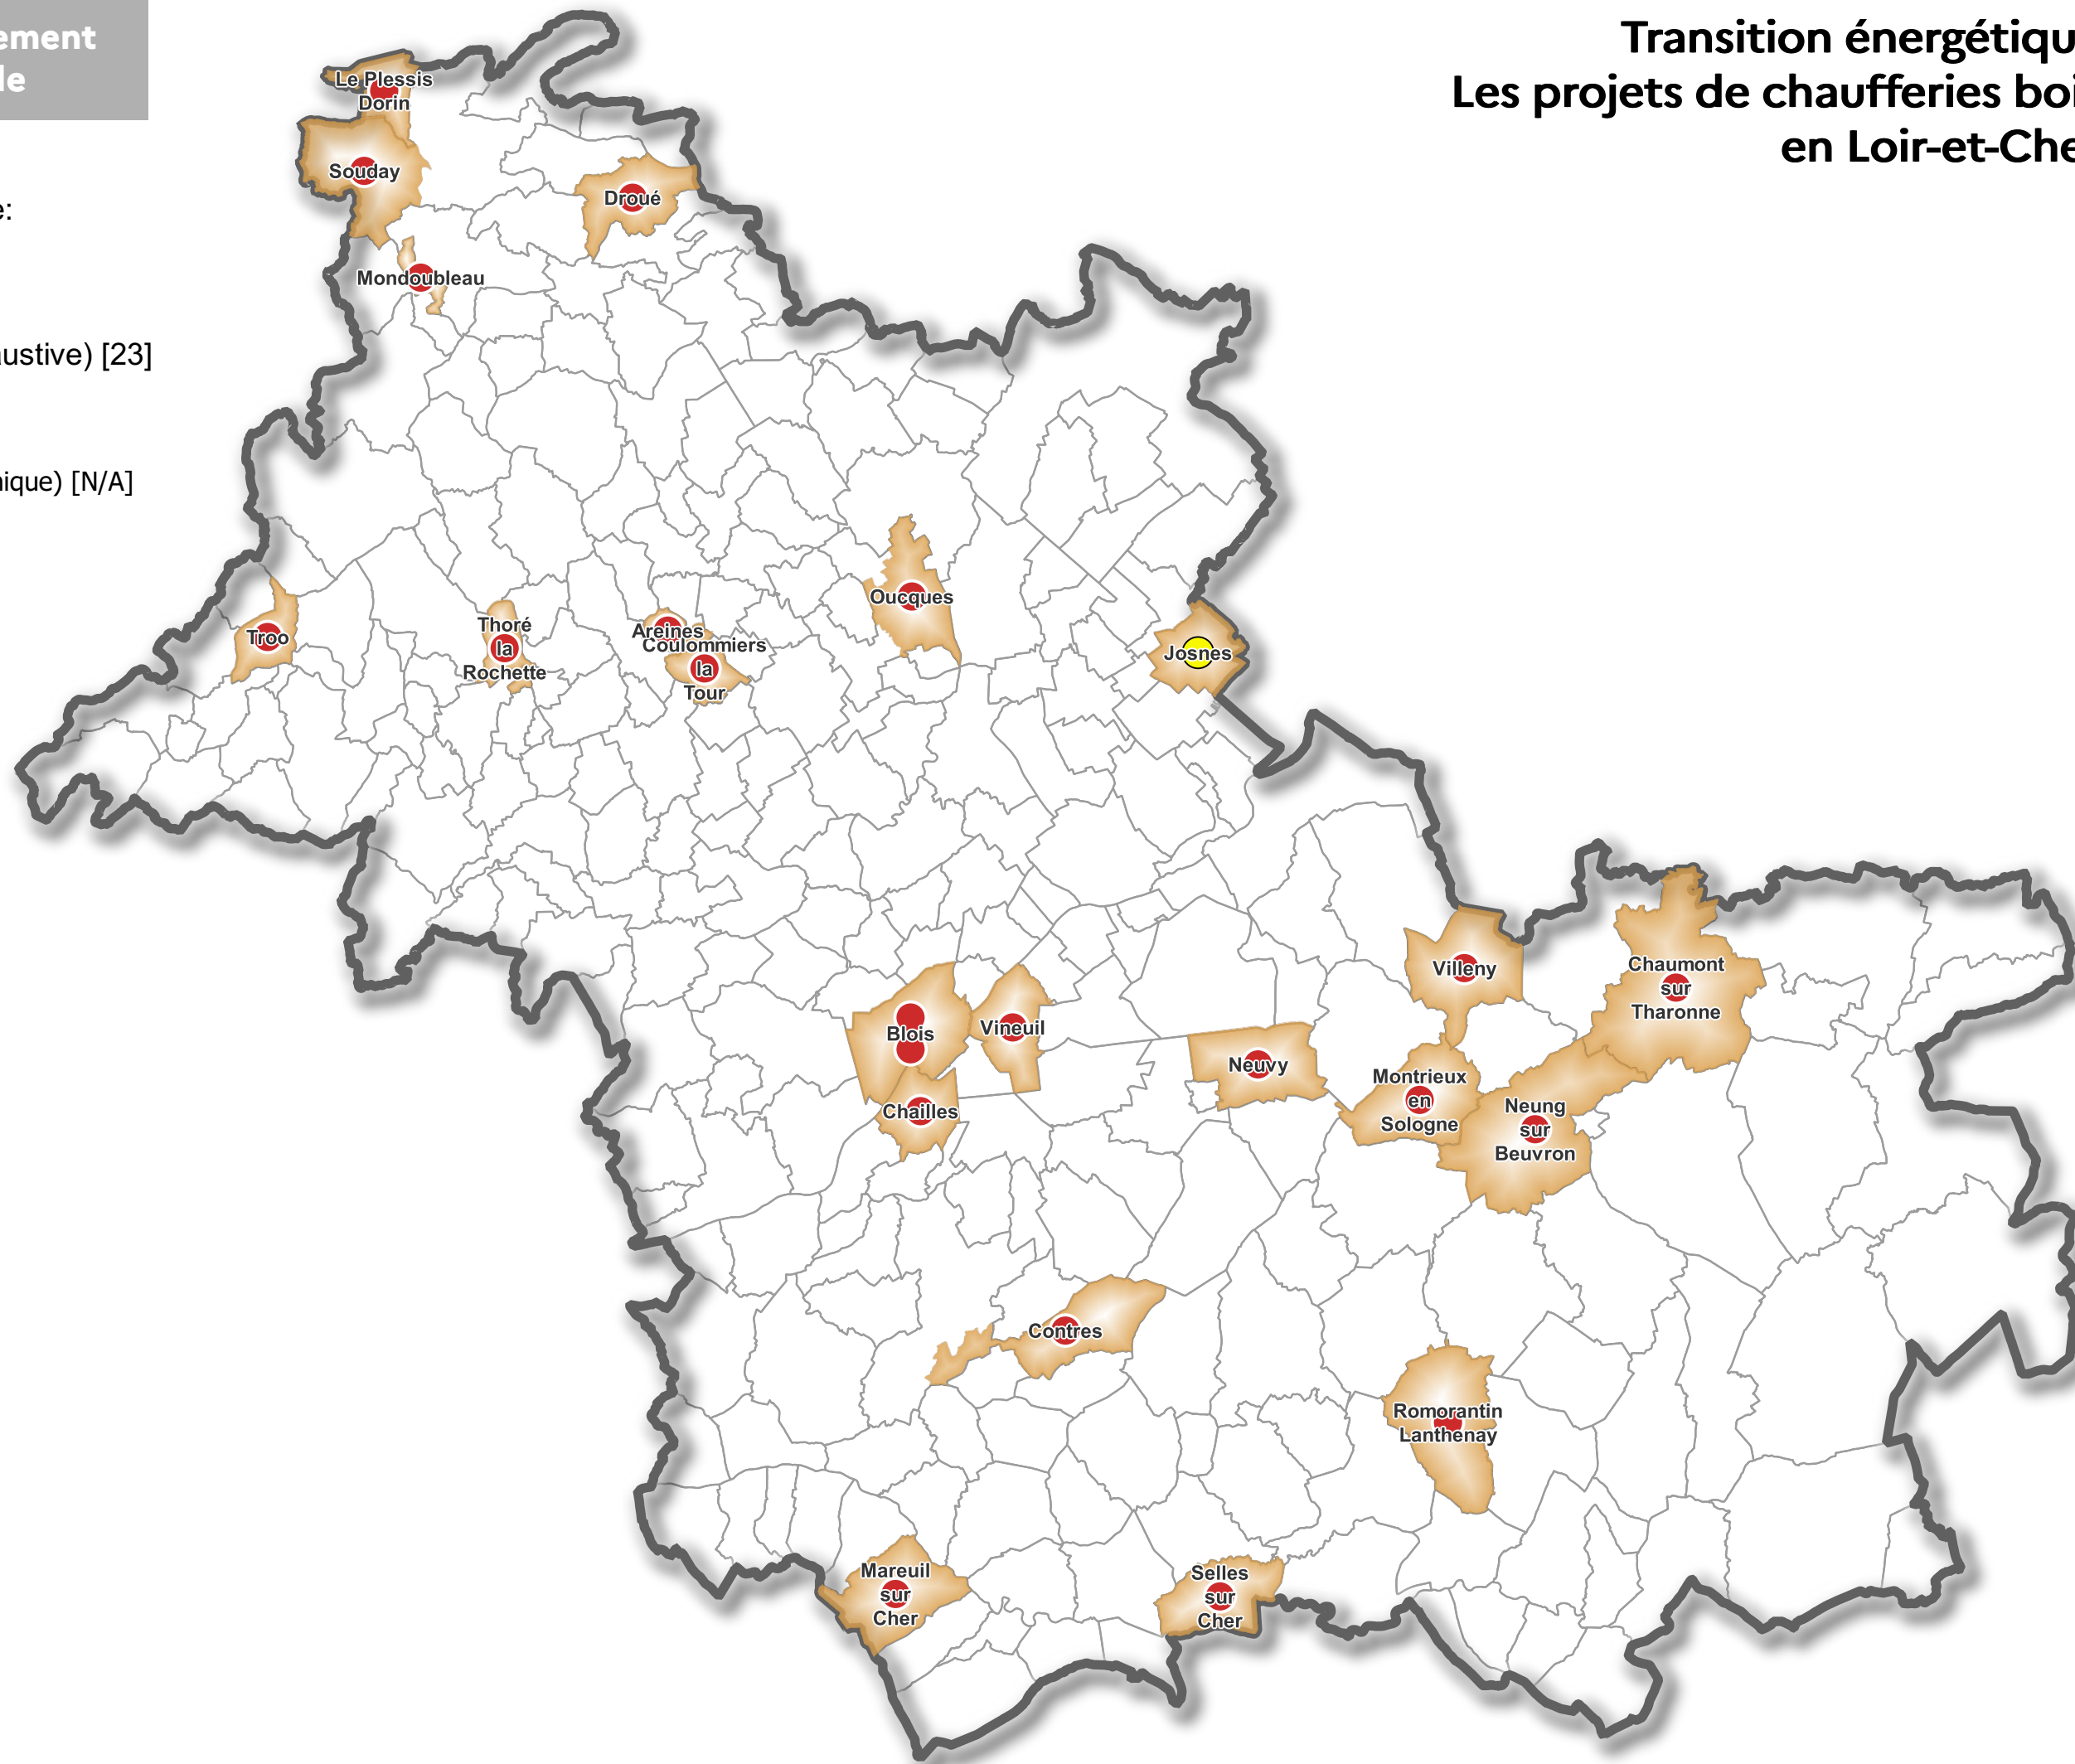 ement
le
Transition énergétiqu
Les projets de chaufferies boi
en Loir-et-Che
e:
austive) [23]
nique) [N/A]
Le Plessis
Dorin
Souday
Droué
Mondoubleau
Oucques
Troo
Thoré
la
Rochette
Areines
Coulommiers
la
Tour
Josnes
Villeny
Chaumont
sur
Tharonne
Blois
Vineuil
Neuvy
Chailles
Montrieux
en
Sologne
Neung
sur
Beuvron
Contres
Romorantin
Lanthenay
Mareuil
sur
Cher
Selles
sur
Cher